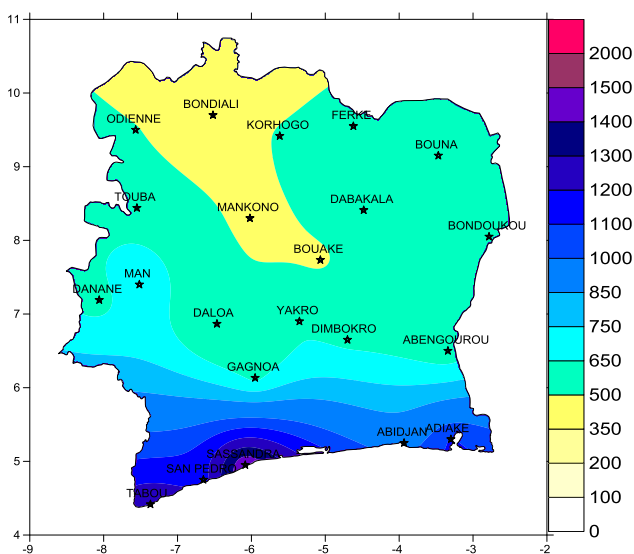 11
10
9
8
7
6
5
4
-9
-8
-7
-6
-5
-4
-3
-2
BONDIALI
ODIENNE
KORHOGO
FERKE
BOUNA
TOUBA
MANKONO
DABAKALA
BONDOUKOU
BOUAKE
MAN
DANANE
DALOA
YAKRO
DIMBOKRO
ABENGOUROU
GAGNOA
ABIDJAN
ADIAKE
SASSANDRA
SAN PEDRO
TABOU
2000
1500
1400
1300
1200
1100
1000
850
750
650
500
350
200
100
0